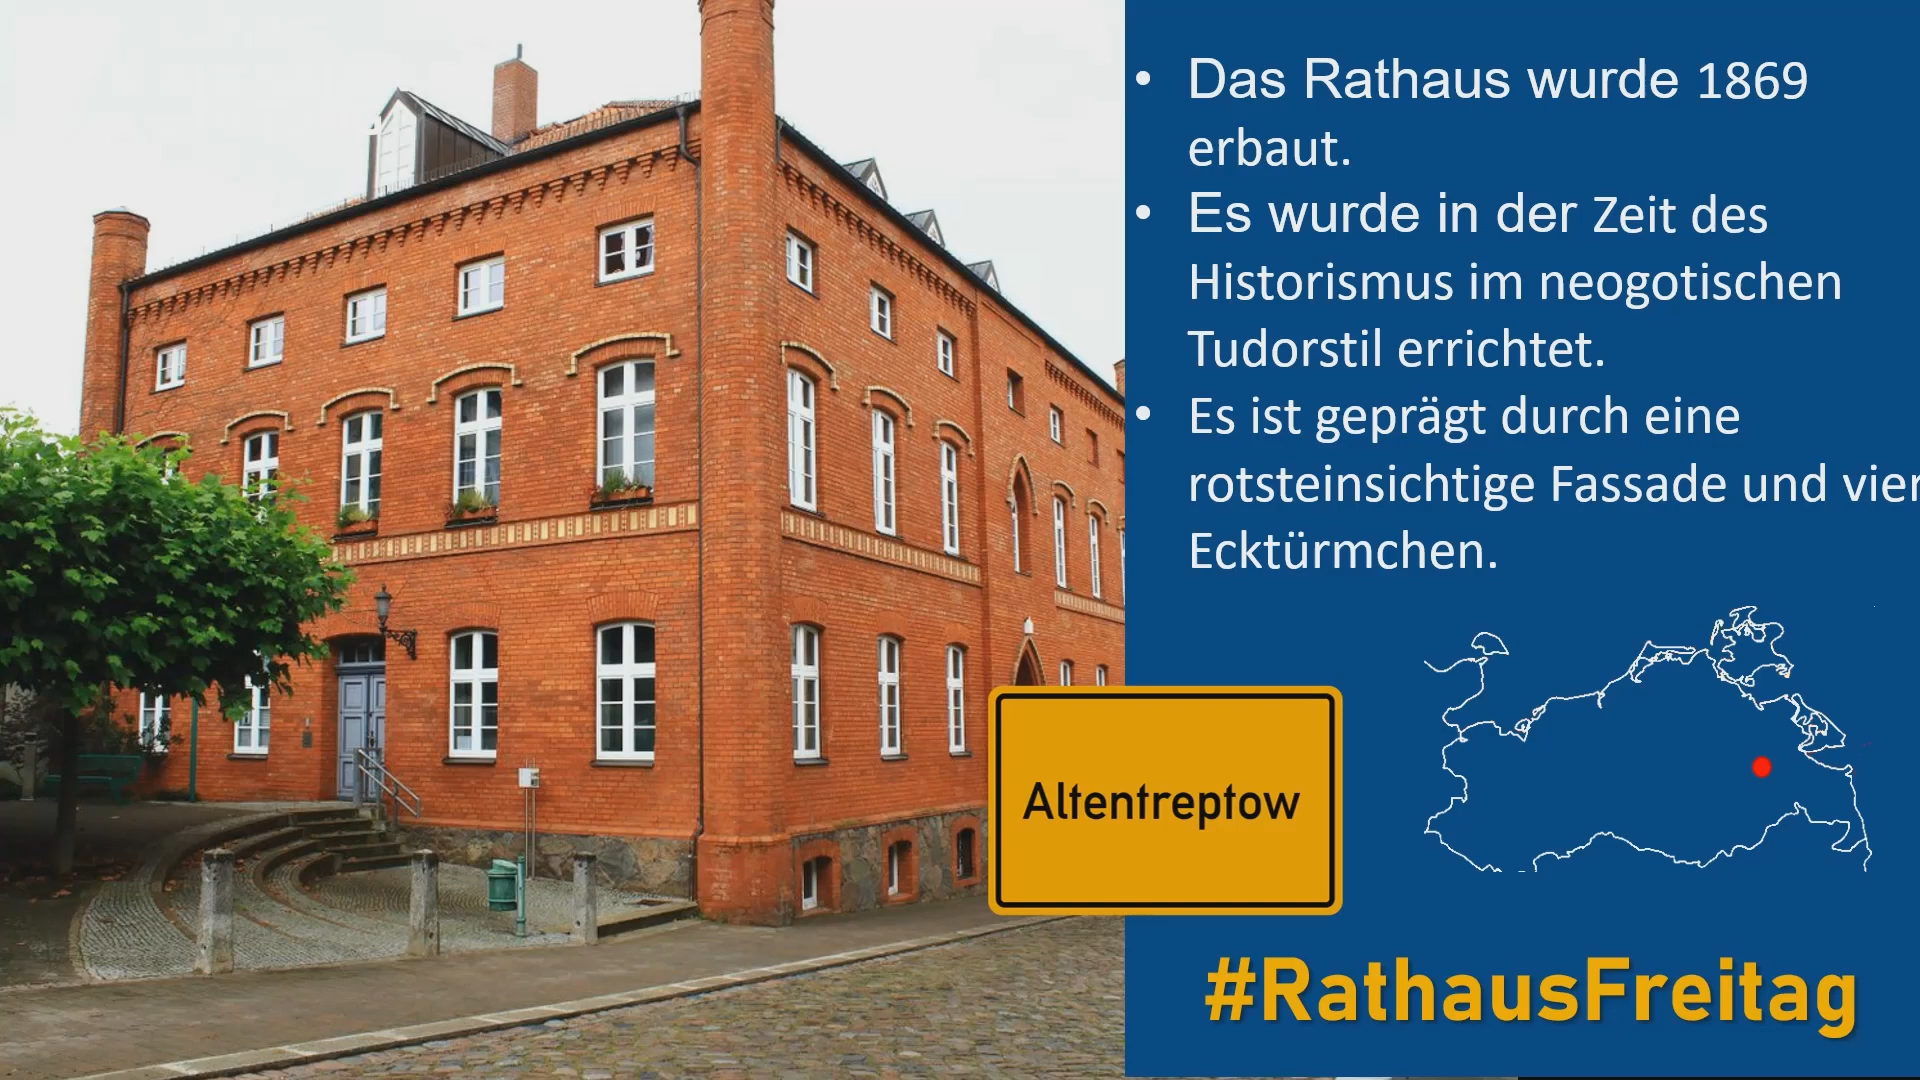 • Das Rathaus wurde 1869
erbaut.
• Es wurde in der Zeit des
Historismus im neogotischen
Tudorstil errichtet.
• Es ist geprägt durch eine
rotsteinsichtige Fassade und vier
Ecktürmchen.
Altentreptow
#RathausFreitag